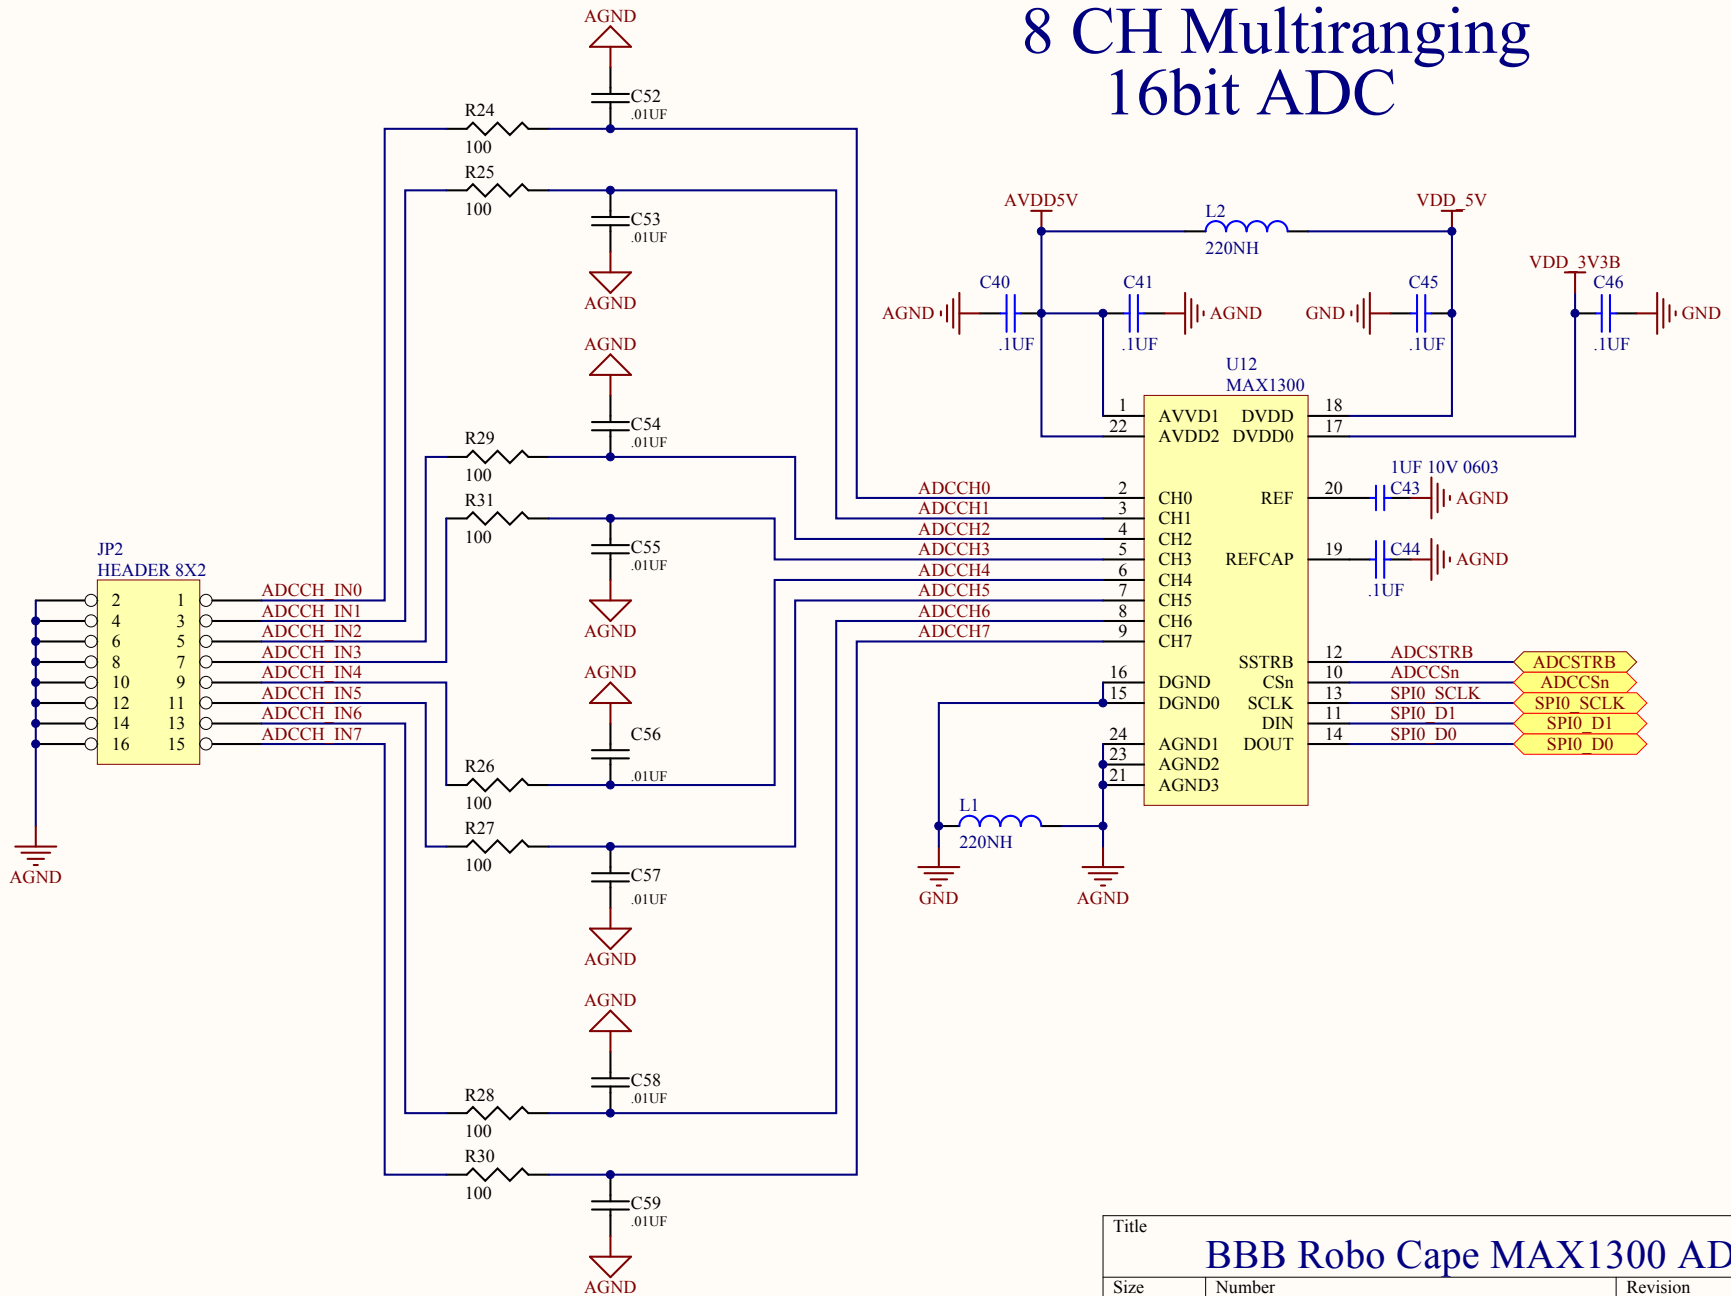 8 CH Multiranging
16bit ADC
AGND
C52
.01UF
R24
100
R25
100
C53
.01UF
AGND
AGND
C54
.01UF
R29
100
R31
100
C55
.01UF
AGND
JP2
HEADER 8X2
2 1 ADCCH_IN0
4 3 ADCCH_IN1
6 5 ADCCH_IN2
8 7 ADCCH_IN3
10 9 ADCCH_IN4
12 11 ADCCH_IN5
14 13 ADCCH_IN6
16 15 ADCCH_IN7
AGND
AGND
C56
.01UF
R26
100
R27
100
C57
.01UF
AGND
AGND
C58
.01UF
R28
100
R30
100
C59
.01UF
AGND
AVDD5V
L2
220NH
VDD_5V
VDD_3V3B
C40
AGND
.1UF
C41
AGND
.1UF
C45
GND
.1UF
C46
GND
.1UF
U12
MAX1300
1 AVVD1 DVDD 18
22 AVDD2 DVDD0 17
1UF 10V 0603
ADCCH0 2 CH0 REF 20 C43 AGND
ADCCH1 3 CH1
ADCCH2 4 CH2
ADCCH3 5 CH3 REFCAP 19 C44 AGND
.1UF
ADCCH4 6 CH4
ADCCH5 7 CH5
ADCCH6 8 CH6
ADCCH7 9 CH7
SSTRB 12 ADCSTRB ADCSTRB
16 DGND CSn 10 ADCCSn ADCCSn
15 DGND0 SCLK 13 SPI0_SCLK SPI0_SCLK
DIN 11 SPI0_D1 SPI0_D1
24 AGND1 DOUT 14 SPI0_D0 SPI0_D0
23 AGND2
21 AGND3
L1
220NH
GND
AGND
Title
BBB Robo Cape MAX1300 AD
Size Number Revision